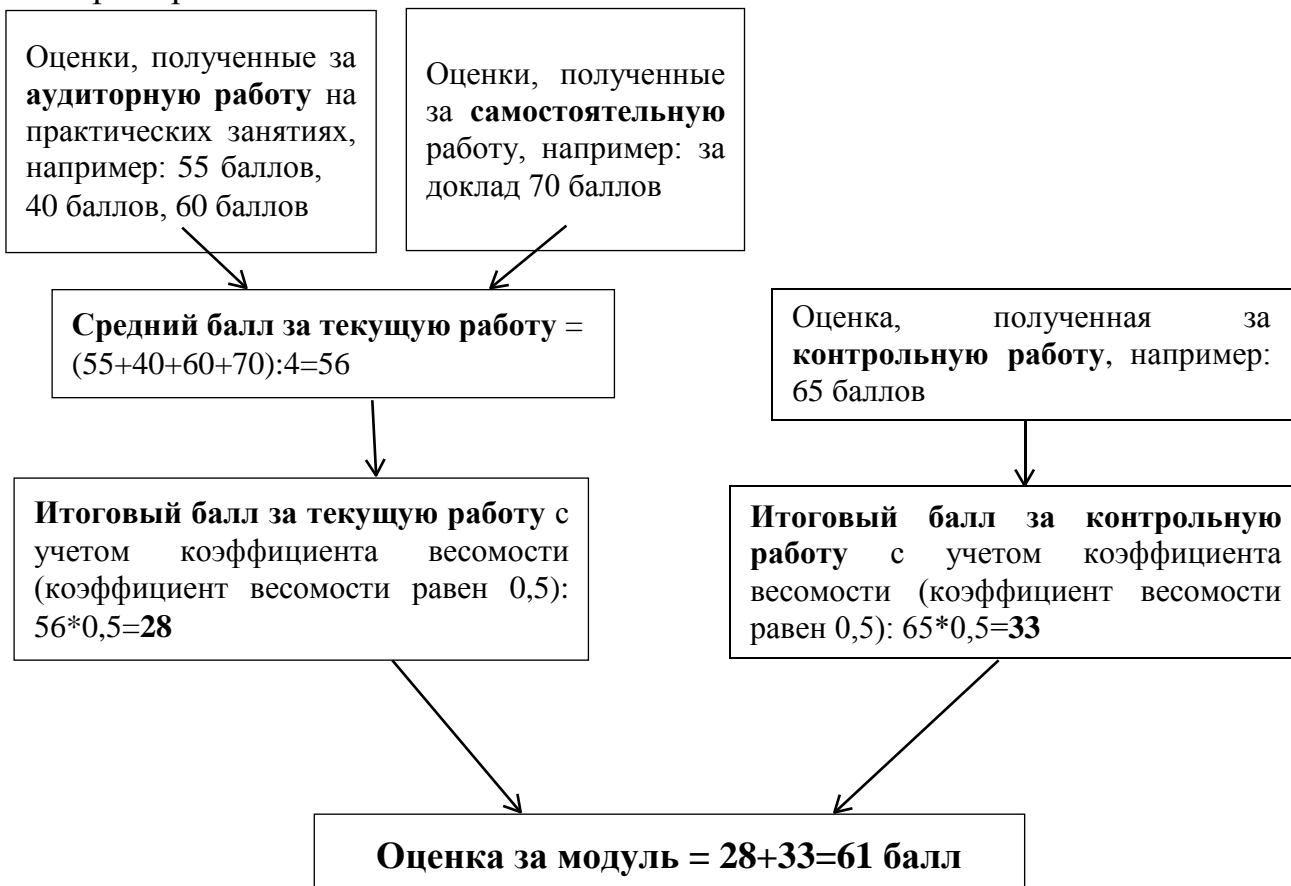 Оценки, полученные за
аудиторную работу на
практических занятиях,
например: 55 баллов,
40 баллов, 60 баллов
Оценки, полученные
за самостоятельную
работу, например: за
доклад 70 баллов
Средний балл за текущую работу =
(55+40+60+70):4=56
Оценка, полученная за
контрольную работу, например:
65 баллов
Итоговый балл за текущую работу с
учетом коэффициента весомости
(коэффициент весомости равен 0,5):
56*0,5=28
Итоговый балл за контрольную
работу с учетом коэффициента
весомости (коэффициент весомости
равен 0,5): 65*0,5=33
Оценка за модуль = 28+33=61 балл